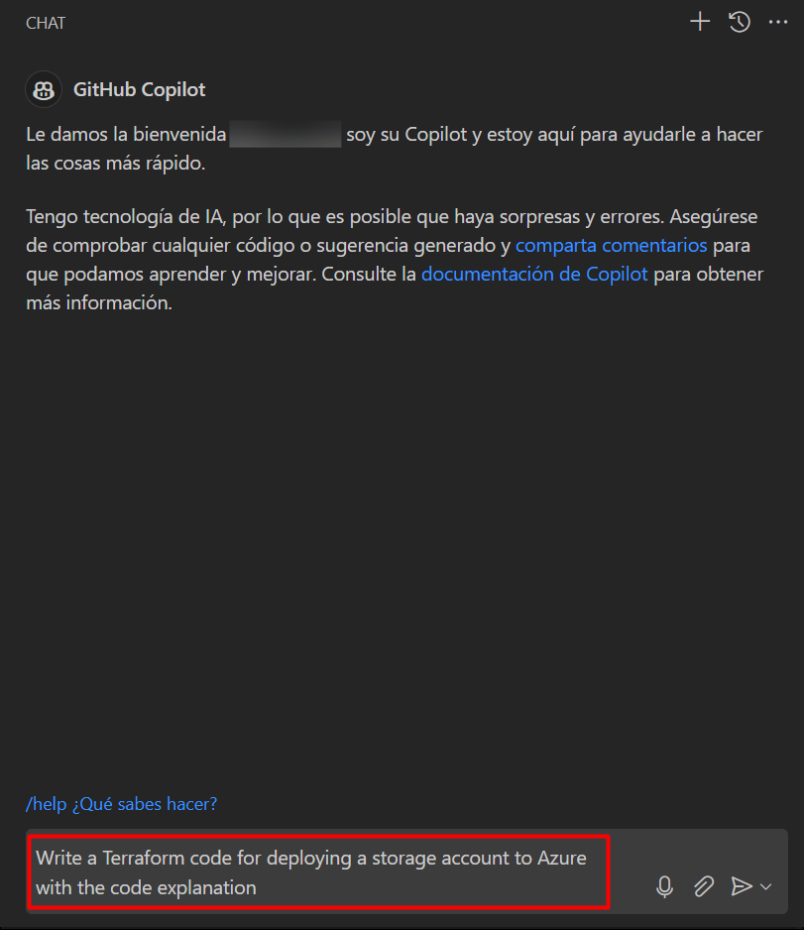 CHAT
GitHub Copilot
Le damos la bienvenida soy su Copilot y estoy aquí para ayudarle a hacer
las cosas más rápido.
Tengo tecnología de IA, por lo que es posible que haya sorpresas y errores. Asegúrese
de comprobar cualquier código o sugerencia generado y comparta comentarios para
que podamos aprender y mejorar. Consulte la documentación de Copilot para obtener
más información.
/help ¿Qué sabes hacer?
Write a Terraform code for deploying a storage account to Azure
with the code explanation